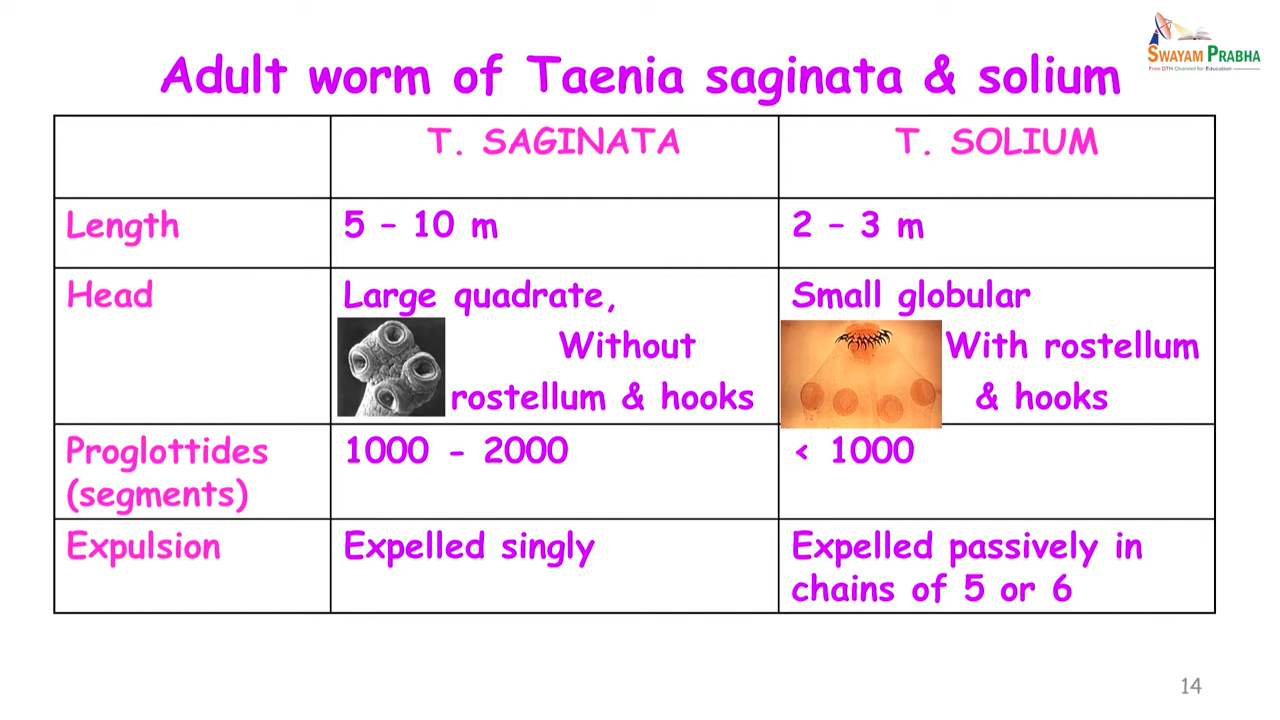 SWAYAM PRABHA
Free DTH Channel for Education
Adult worm of Taenia saginata & solium
T. SAGINATA
T. SOLIUM
Length
5 – 10 m
2 – 3 m
Head
Large quadrate,
Without
rostellum & hooks
Small globular
With rostellum
& hooks
Proglottides
(segments)
1000 - 2000
< 1000
Expulsion
Expelled singly
Expelled passively in
chains of 5 or 6
14